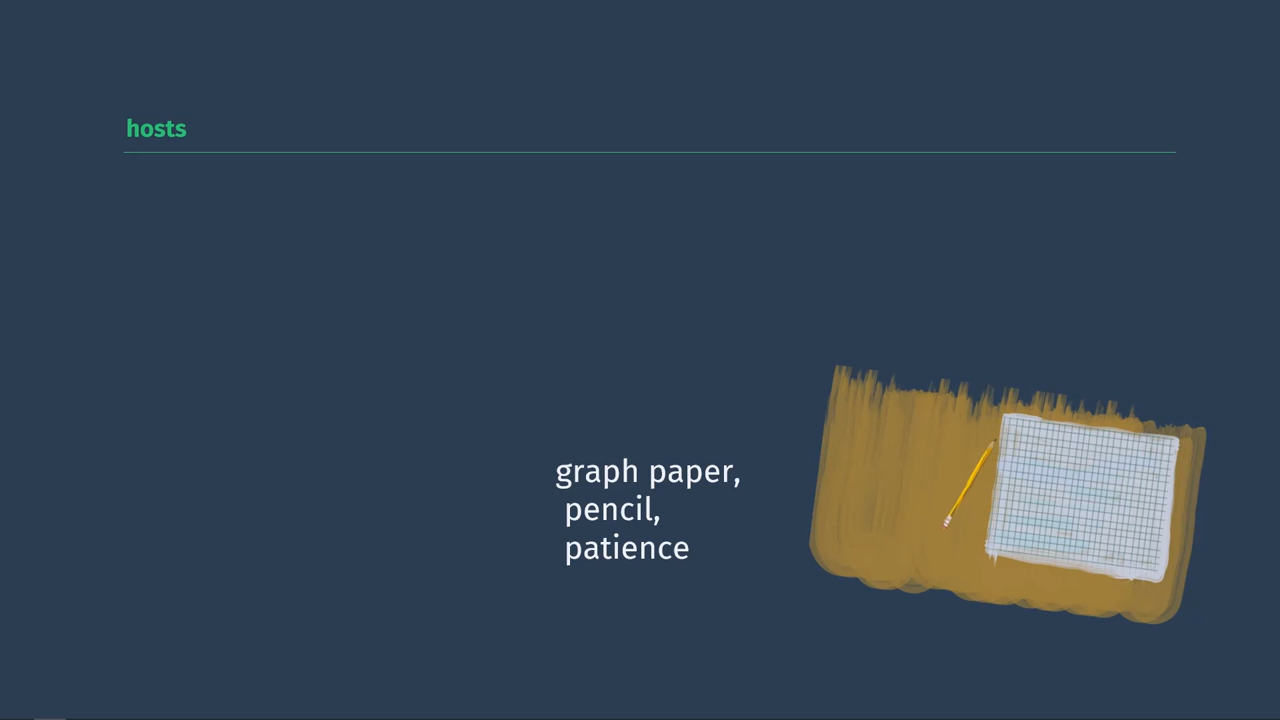 hosts
graph paper,
pencil,
patience